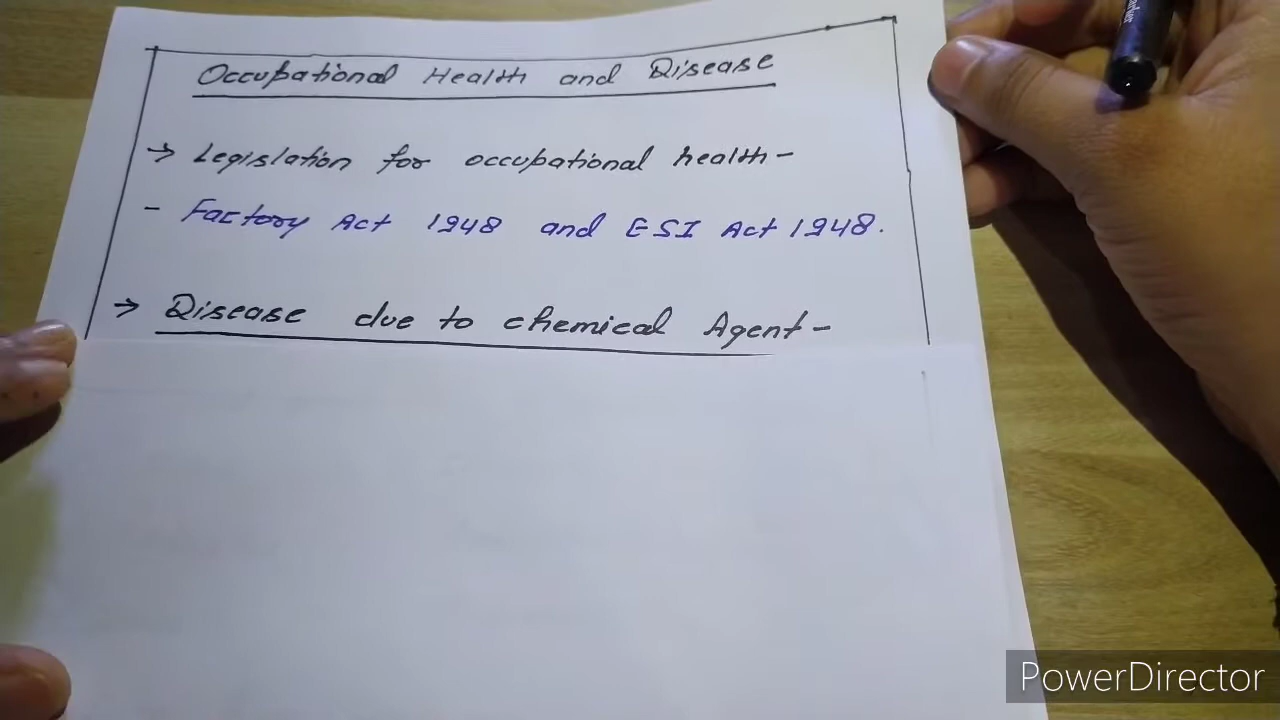 Occupational Health and Disease
→ Legislation for occupational health-
- Factory Act 1948 and ESI Act 1948.
→ Disease due to chemical Agent-
PowerDirector